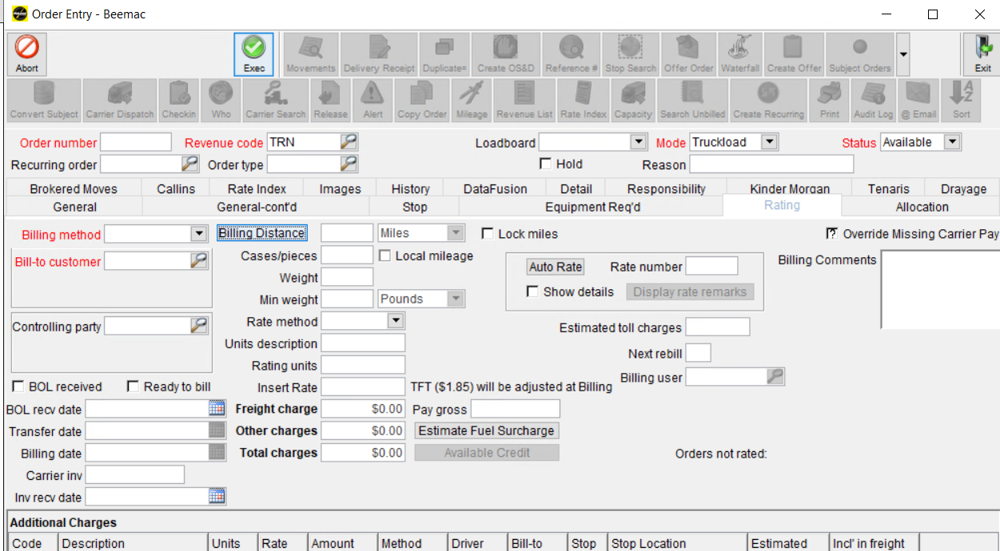 Order Entry - Beemac
Abort Exec Movements Delivery Receipt Duplicate= Create OS&D Reference # Stop Search Offer Order Waterfall Create Offer Subject Orders Exit
Convert Subject Carrier Dispatch Checkin Who Carrier Search Release Alert Copy Order Mileage Revenue List Rate Index Capacity Search Unbilled Create Recurring Print Audit Log @ Email Sort
Order number Revenue code TRN Loadboard Mode Truckload Status Available
Recurring order Order type Hold Reason
Brokered Moves Callins Rate Index Images History DataFusion Detail Responsibility Kinder Morgan Tenaris Drayage
General General-cont'd Stop Equipment Req'd Rating Allocation
Billing method Billing Distance Miles Lock miles Override Missing Carrier Pay
Bill-to customer Cases/pieces Local mileage Billing Comments
Auto Rate Rate number
Weight
Show details Display rate remarks
Min weight Pounds
Controlling party Rate method Estimated toll charges
Units description
Next rebill
Rating units Billing user
BOL received Ready to bill Insert Rate TFT ($1.85) will be adjusted at Billing
BOL recv date Freight charge $0.00 Pay gross
Transfer date Other charges $0.00 Estimate Fuel Surcharge
Billing date Total charges $0.00 Available Credit Orders not rated:
Carrier inv
Inv recv date
Additional Charges
Code Description Units Rate Amount Method Driver Bill-to Stop Stop Location Estimated Incl' in freight